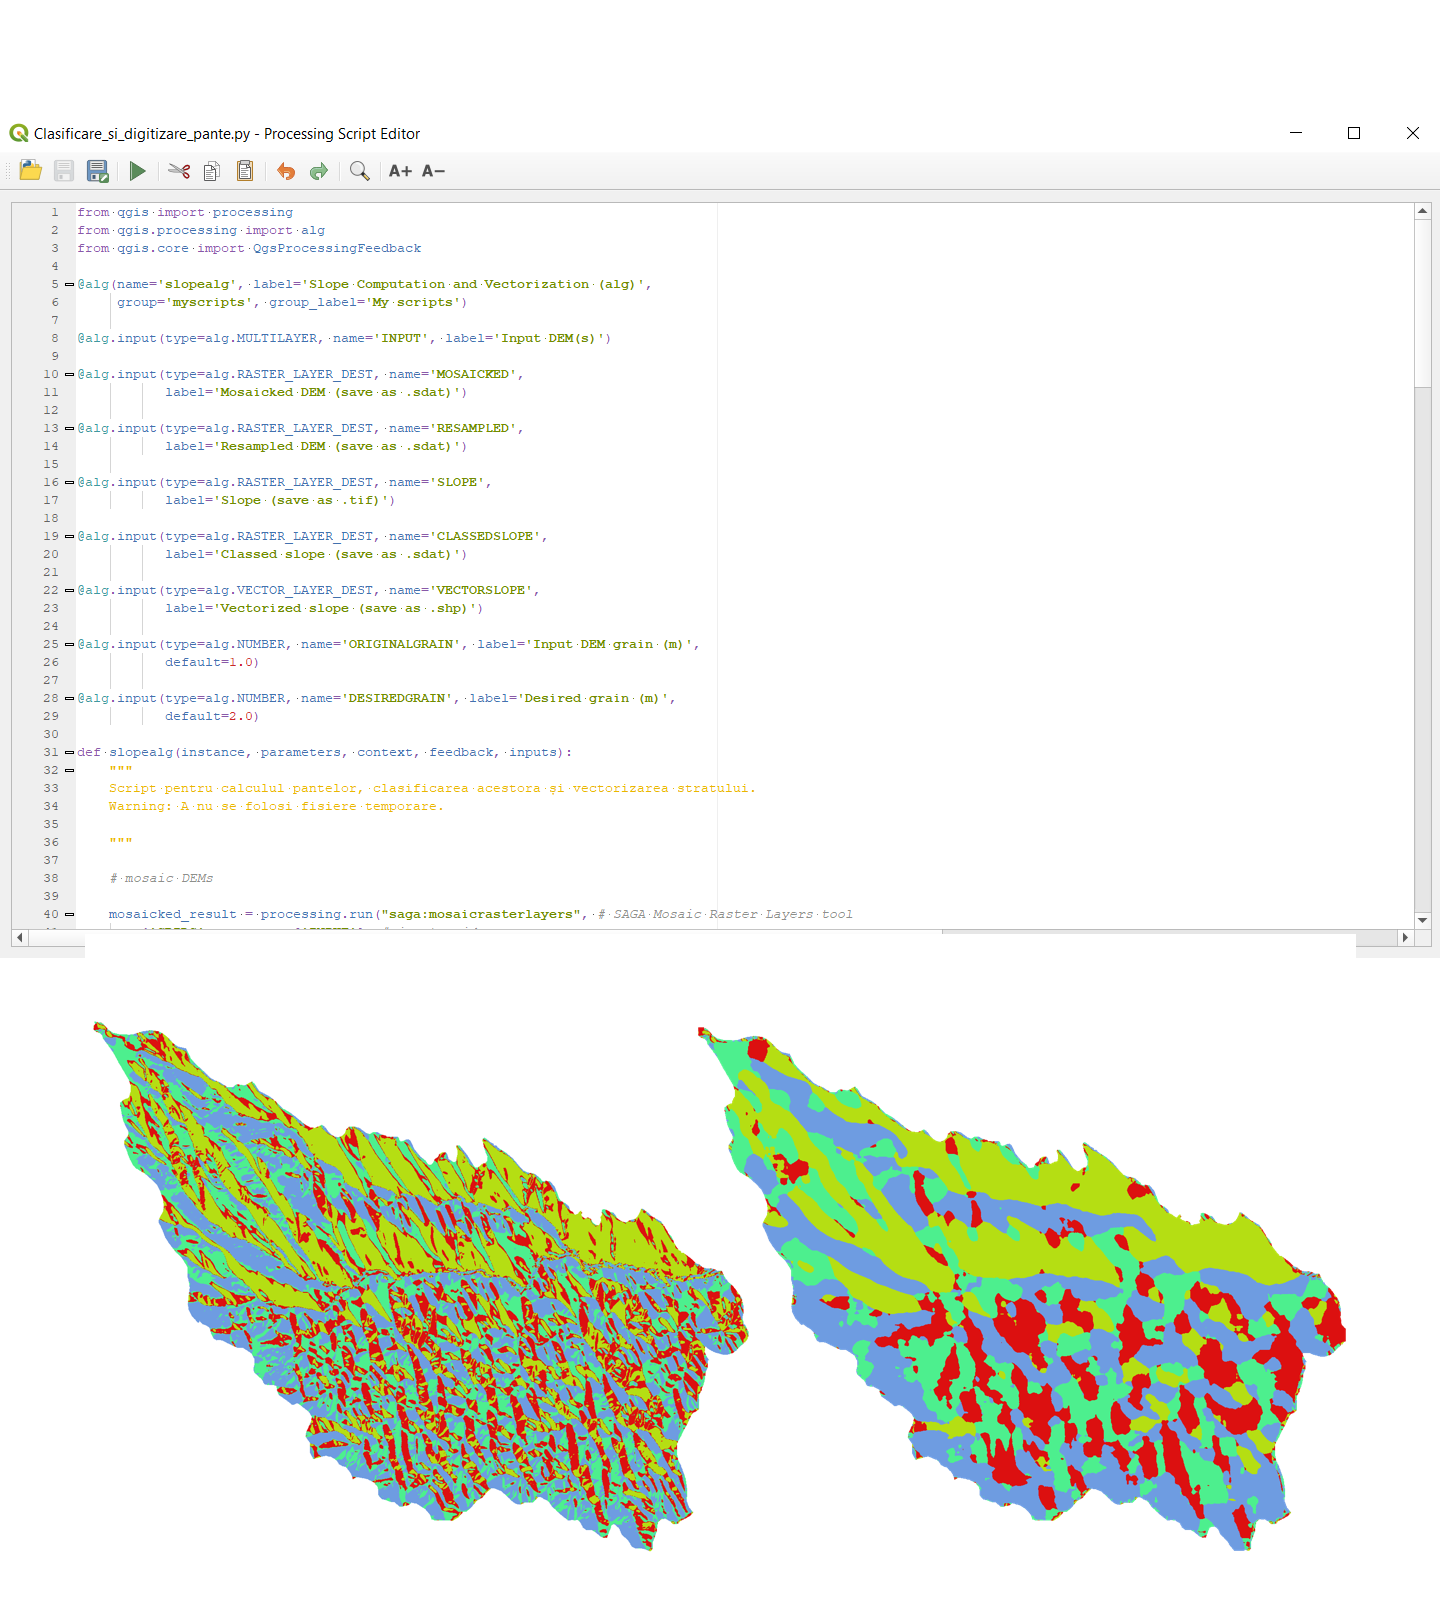 Clasificare_si_digitizare_pante.py - Processing Script Editor
A+ A-
1 from qgis import processing
2 from qgis.processing import alg
3 from qgis.core import QgsProcessingFeedback
4
5 @alg(name='slopealg', label='Slope Computation and Vectorization (alg)',
6 group='myscripts', group_label='My scripts')
7
8 @alg.input(type=alg.MULTILAYER, name='INPUT', label='Input DEM(s)')
9
10 @alg.input(type=alg.RASTER_LAYER_DEST, name='MOSAICKED',
11 label='Mosaicked DEM (save as .sdat)')
12
13 @alg.input(type=alg.RASTER_LAYER_DEST, name='RESAMPLED',
14 label='Resampled DEM (save as .sdat)')
15
16 @alg.input(type=alg.RASTER_LAYER_DEST, name='SLOPE',
17 label='Slope (save as .tif)')
18
19 @alg.input(type=alg.RASTER_LAYER_DEST, name='CLASSEDSLOPE',
20 label='Classed slope (save as .sdat)')
21
22 @alg.input(type=alg.VECTOR_LAYER_DEST, name='VECTORSLOPE',
23 label='Vectorized slope (save as .shp)')
24
25 @alg.input(type=alg.NUMBER, name='ORIGINALGRAIN', label='Input DEM grain (m)',
26 default=1.0)
27
28 @alg.input(type=alg.NUMBER, name='DESIREDGRAIN', label='Desired grain (m)',
29 default=2.0)
30
31 def slopealg(instance, parameters, context, feedback, inputs):
32 """
33 Script pentru calculul pantelor, clasificarea acestora și vectorizarea stratului.
34 Warning: A nu se folosi fisiere temporare.
35
36 """
37
38 # mosaic DEMs
39
40 mosaicked_result = processing.run("saga:mosaicrasterlayers", # SAGA Mosaic Raster Layers tool